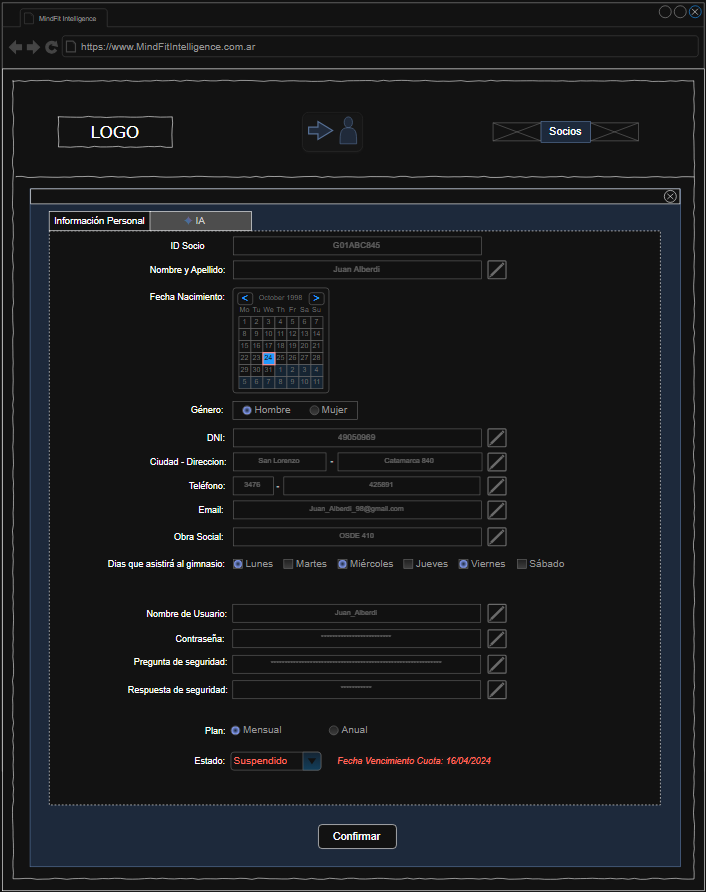 MindFit Intelligence
https://www.MindFitIntelligence.com.ar
LOGO
Socios
Información Personal
IA
ID Socio G01ABC845
Nombre y Apellido: Juan Alberdi
Fecha Nacimiento:
< October 1998 >
Mo Tu We Th Fr Sa Su
1 2 3 4 5 6 7
8 9 10 11 12 13 14
15 16 17 18 19 20 21
22 23 24 25 26 27 28
29 30 31 1 2 3 4
5 6 7 8 9 10 11
Género: Hombre Mujer
DNI: 49050969
Ciudad - Direccion: San Lorenzo - Catamarca 840
Teléfono: 3476 - 425891
Email: Juan_Alberdi_98@gmail.com
Obra Social: OSDE 410
Dias que asistirá al gimnasio: Lunes Martes Miércoles Jueves Viernes Sábado
Nombre de Usuario: Juan_Alberdi
Contraseña:
Pregunta de seguridad:
Respuesta de seguridad:
Plan: Mensual Anual
Estado: Suspendido Fecha Vencimiento Cuota: 16/04/2024
Confirmar